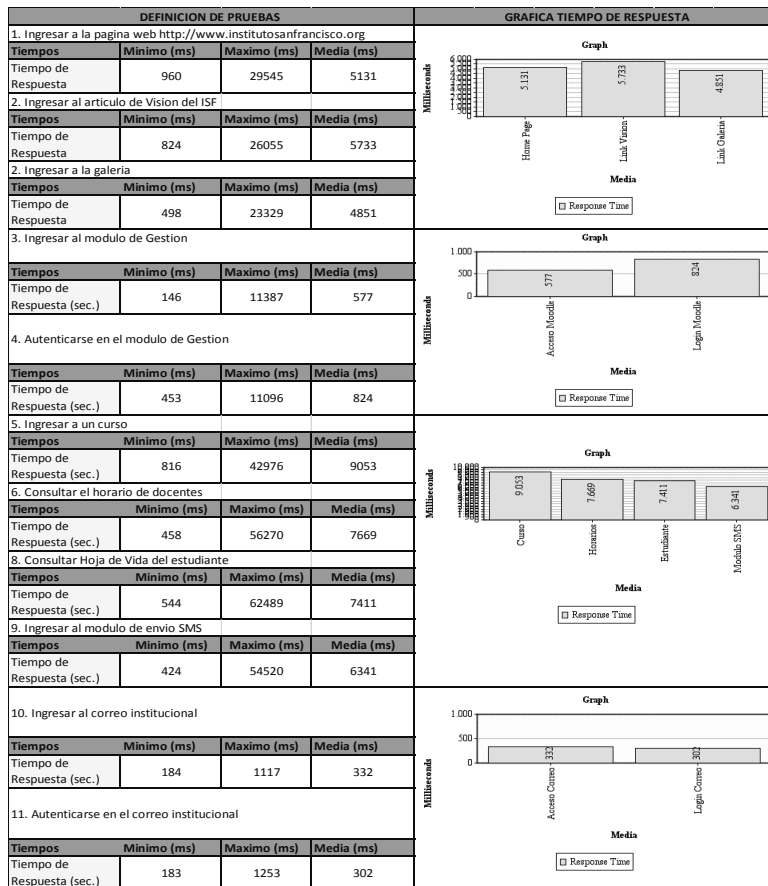 DEFINICION DE PRUEBAS
1. Ingresar a la pagina web http://www.institutosanfrancisco.org
Tiempos Minimo (ms) Maximo (ms) Media (ms)
Tiempo de
Respuesta 960 29545 5131
2. Ingresar al articulo de Vision del ISF
Tiempos Minimo (ms) Maximo (ms) Media (ms)
Tiempo de
Respuesta 824 26055 5733
2. Ingresar a la galeria
Tiempos Minimo (ms) Maximo (ms) Media (ms)
Tiempo de
Respuesta 498 23329 4851
3. Ingresar al modulo de Gestion
Tiempos Minimo (ms) Maximo (ms) Media (ms)
Tiempo de
Respuesta (sec.) 146 11387 577
4. Autenticarse en el modulo de Gestion
Tiempos Minimo (ms) Maximo (ms) Media (ms)
Tiempo de
Respuesta (sec.) 453 11096 824
5. Ingresar a un curso
Tiempos Minimo (ms) Maximo (ms) Media (ms)
Tiempo de
Respuesta (sec.) 816 42976 9053
6. Consultar el horario de docentes
Tiempos Minimo (ms) Maximo (ms) Media (ms)
Tiempo de
Respuesta (sec.) 458 56270 7669
8. Consultar Hoja de Vida del estudiante
Tiempos Minimo (ms) Maximo (ms) Media (ms)
Tiempo de
Respuesta (sec.) 544 62489 7411
9. Ingresar al modulo de envio SMS
Tiempos Minimo (ms) Maximo (ms) Media (ms)
Tiempo de
Respuesta (sec.) 424 54520 6341
10. Ingresar al correo institucional
Tiempos Minimo (ms) Maximo (ms) Media (ms)
Tiempo de
Respuesta (sec.) 184 1117 332
11. Autenticarse en el correo institucional
Tiempos Minimo (ms) Maximo (ms) Media (ms)
Tiempo de
Respuesta (sec.) 183 1253 302
GRAFICA TIEMPO DE RESPUESTA
Graph
Milliseconds
6.000
0
5.131
5.733
4.851
Home Page
Link Vision
Link Galeria
Media
Response Time
Graph
Milliseconds
1.000
500
0
577
824
Acceso Moodle
Login Moodle
Media
Response Time
Graph
Milliseconds
10.000
0
9.053
7.669
7.411
6.341
Curso
Horarios
Estudiante
Modulo SMS
Media
Response Time
Graph
Milliseconds
1.000
500
0
332
302
Acceso Correo
Login Correo
Media
Response Time